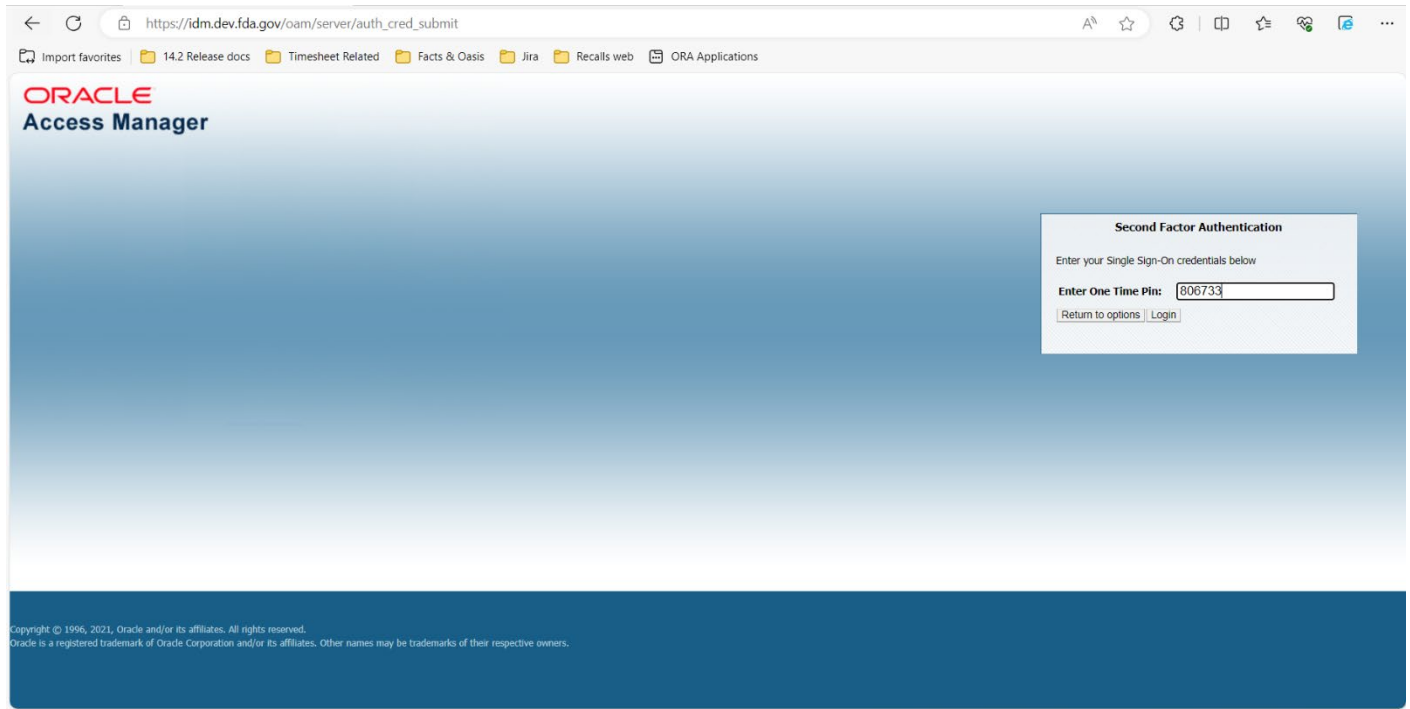 https://idm.dev.fda.gov/oam/server/auth_cred_submit
Import favorites 14.2 Release docs Timesheet Related Facts & Oasis Jira Recalls web ORA Applications
ORACLE
Access Manager
Second Factor Authentication
Enter your Single Sign-On credentials below
Enter One Time Pin: 806733
Return to options Login
Copyright © 1996, 2021, Oracle and/or its affiliates. All rights reserved.
Oracle is a registered trademark of Oracle Corporation and/or its affiliates. Other names may be trademarks of their respective owners.